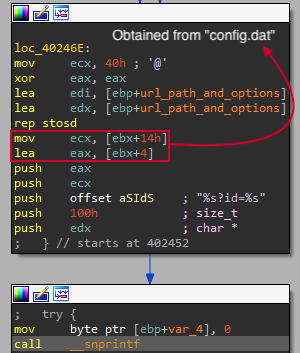 Obtained from "config.dat"
loc_40246E:
mov ecx, 40h ; '@'
xor eax, eax
lea edi, [ebp+url_path_and_options]
lea edx, [ebp+url_path_and_options]
rep stosd
mov ecx, [ebx+14h]
lea eax, [ebx+4]
push eax
push ecx
push offset aSIdS ; "%s?id=%s"
push 100h ; size_t
push edx ; char *
; } // starts at 402452
; try {
mov byte ptr [ebp+var_4], 0
call __snprintf